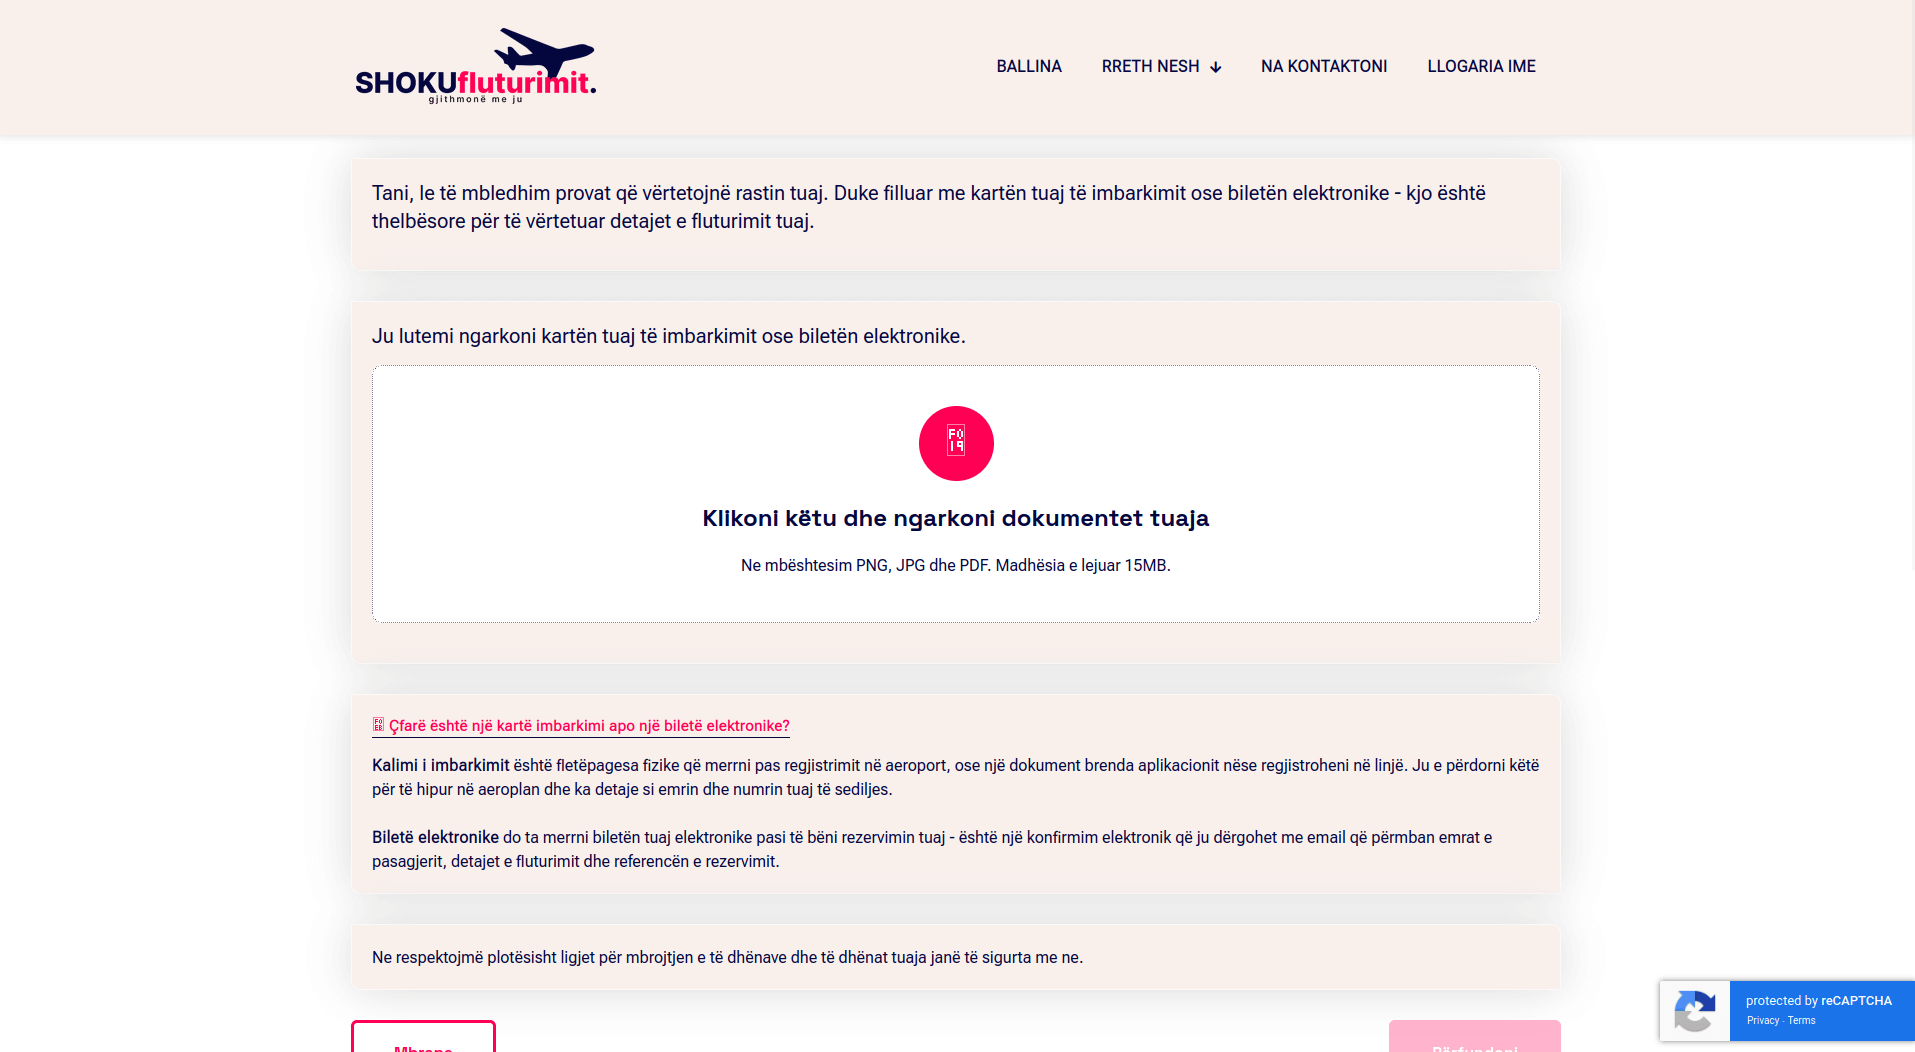 SHOKUfluturimit.
gjithmonë me ju
BALLINA
RRETH NESH
NA KONTAKTONI
LLOGARIA IME
Tani, le të mbledhim provat që vërtetojnë rastin tuaj. Duke filluar me kartën tuaj të imbarkimit ose biletën elektronike - kjo është
thelbësore për të vërtetuar detajet e fluturimit tuaj.
Ju lutemi ngarkoni kartën tuaj të imbarkimit ose biletën elektronike.
Klikoni këtu dhe ngarkoni dokumentet tuaja
Ne mbështesim PNG, JPG dhe PDF. Madhësia e lejuar 15MB.
Çfarë është një kartë imbarkimi apo një biletë elektronike?
Kalimi i imbarkimit është fletëpagesa fizike që merrni pas regjistrimit në aeroport, ose një dokument brenda aplikacionit nëse regjistroheni në linjë. Ju e përdorni këtë
për të hipur në aeroplan dhe ka detaje si emrin dhe numrin tuaj të sediljes.
Biletë elektronike do ta merrni biletën tuaj elektronike pasi të bëni rezervimin tuaj - është një konfirmim elektronik që ju dërgohet me email që përmban emrat e
pasagjerit, detajet e fluturimit dhe referencën e rezervimit.
Ne respektojmë plotësisht ligjet për mbrojtjen e të dhënave dhe të dhënat tuaja janë të sigurta me ne.
protected by reCAPTCHA
Privacy - Terms